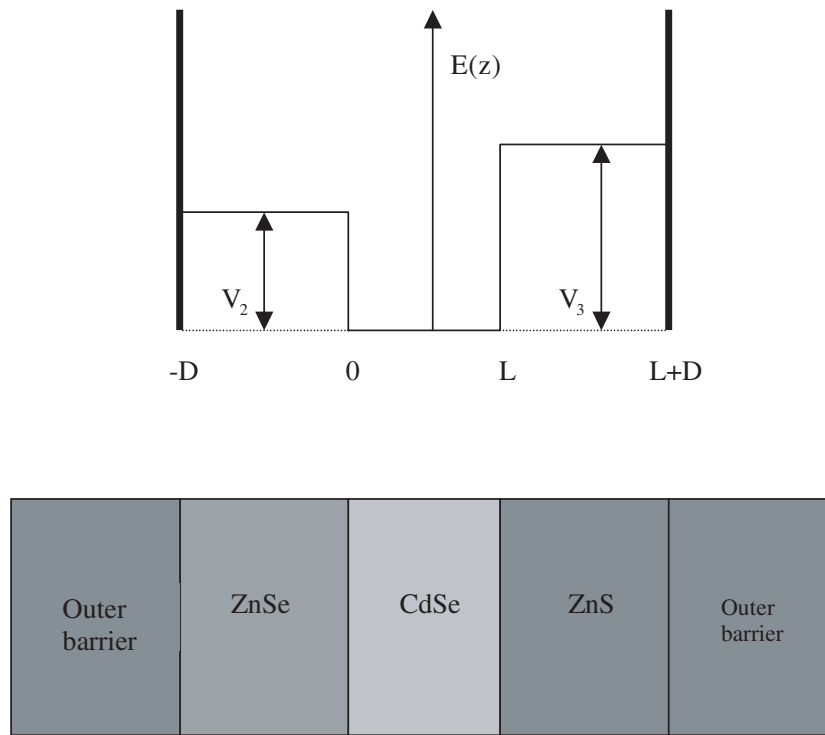 E(z)
V₂
V₃
-D 0 L L+D
Outer
barrier
ZnSe
CdSe
ZnS
Outer
barrier